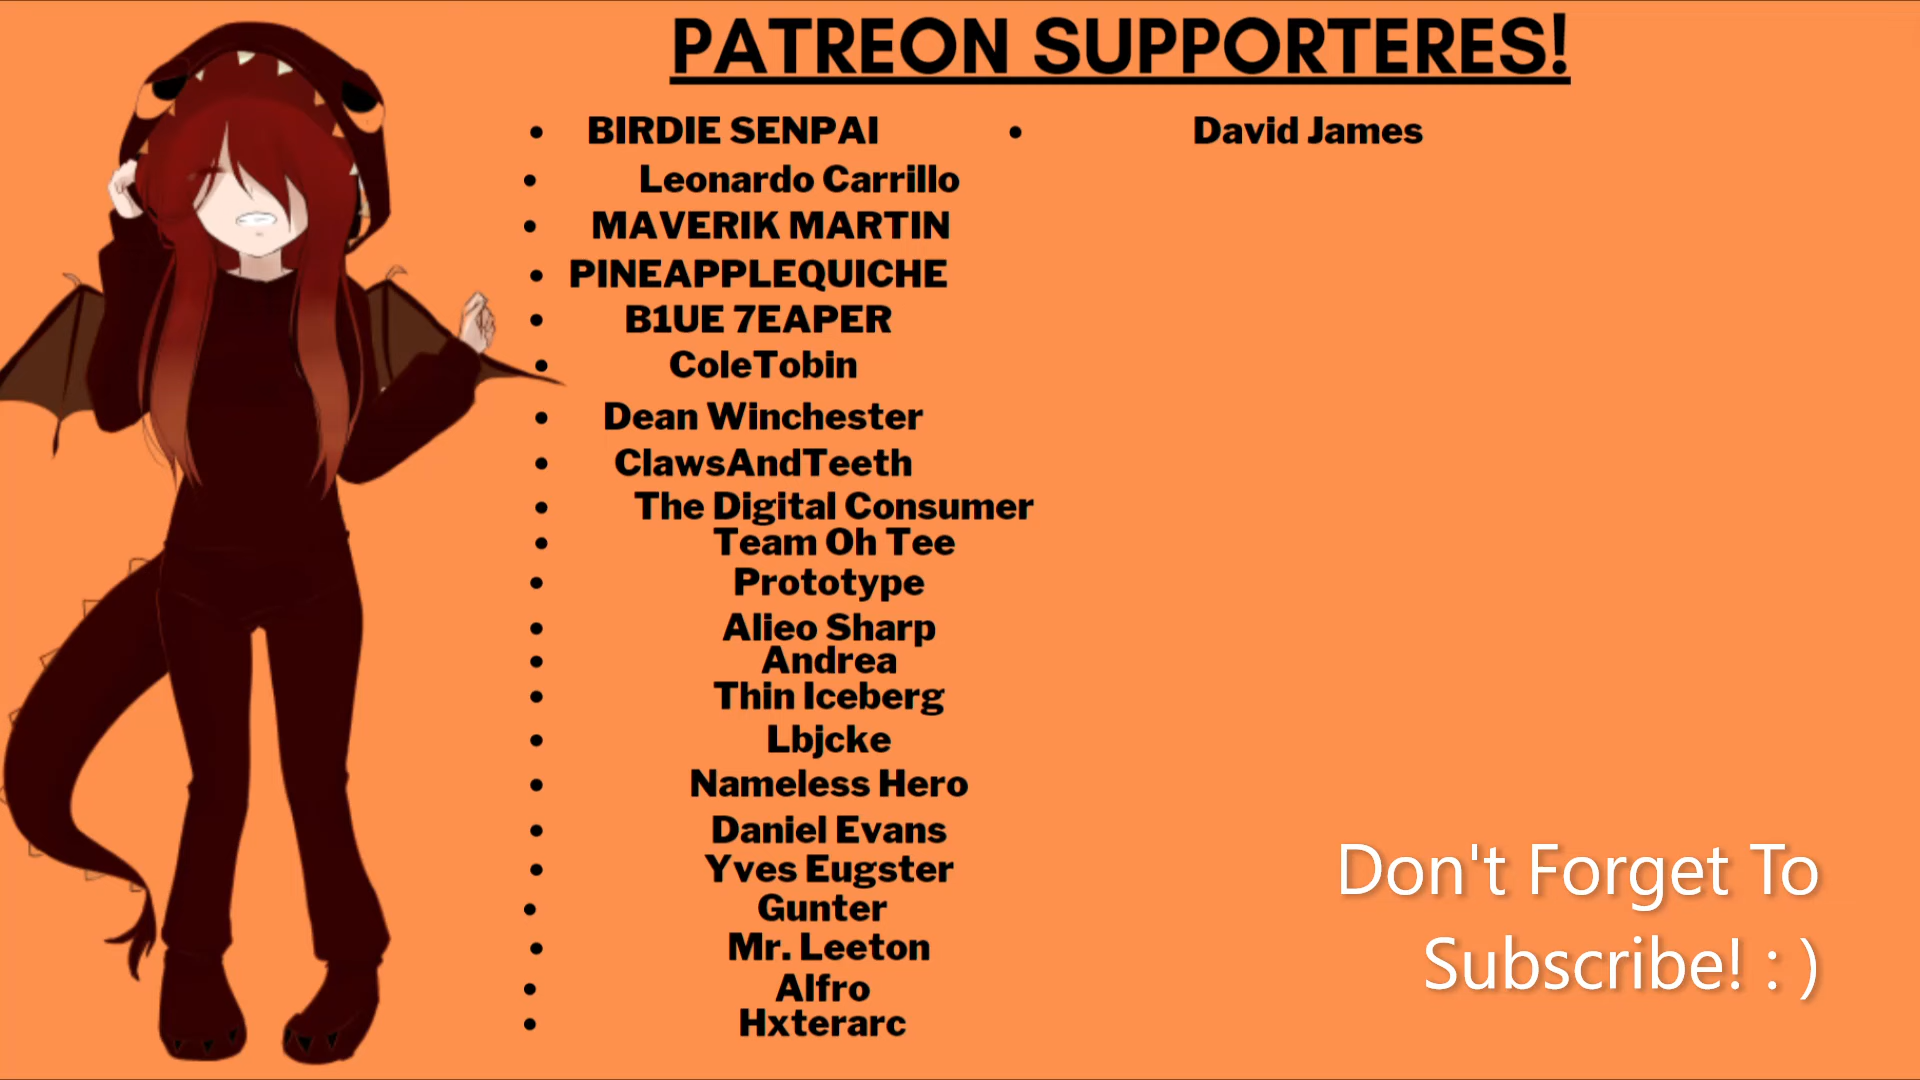 PATREON SUPPORTERES!
• BIRDIE SENPAI
• Leonardo Carrillo
• MAVERIK MARTIN
• PINEAPPLEQUICHE
• B1UE 7EAPER
• ColeTobin
• Dean Winchester
• ClawsAndTeeth
• The Digital Consumer
• Team Oh Tee
• Prototype
• Alieo Sharp
• Andrea
• Thin Iceberg
• Lbjcke
• Nameless Hero
• Daniel Evans
• Yves Eugster
• Gunter
• Mr. Leeton
• Alfro
• Hxterarc
• David James
Don't Forget To
Subscribe! : )